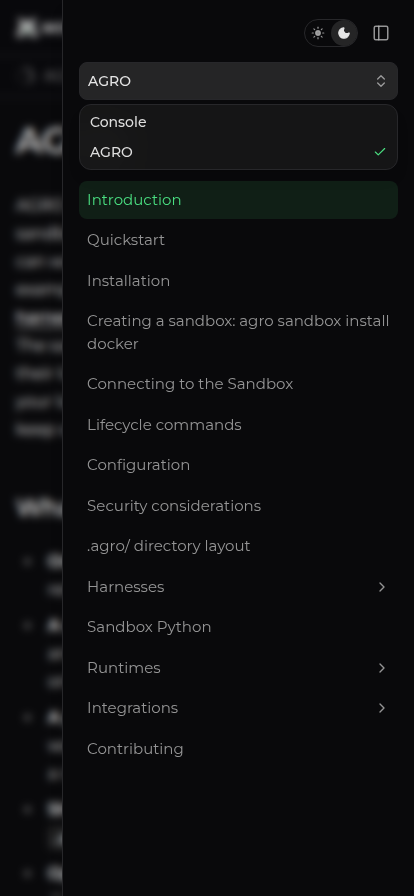 AGRO
Console
AGRO
Introduction
Quickstart
Installation
Creating a sandbox: agro sandbox install
docker
Connecting to the Sandbox
Lifecycle commands
Configuration
Security considerations
.agro/ directory layout
Harnesses
Sandbox Python
Runtimes
Integrations
Contributing